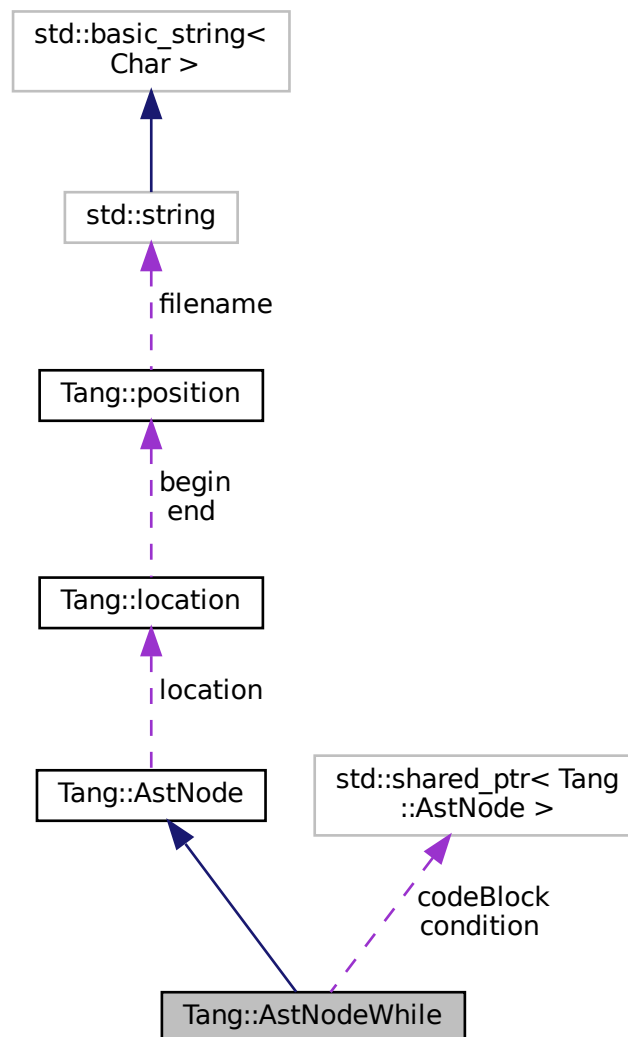 std::basic_string<
Char >
std::string
filename
Tang::position
begin
end
Tang::location
location
Tang::AstNode
std::shared_ptr< Tang
::AstNode >
codeBlock
condition
Tang::AstNodeWhile